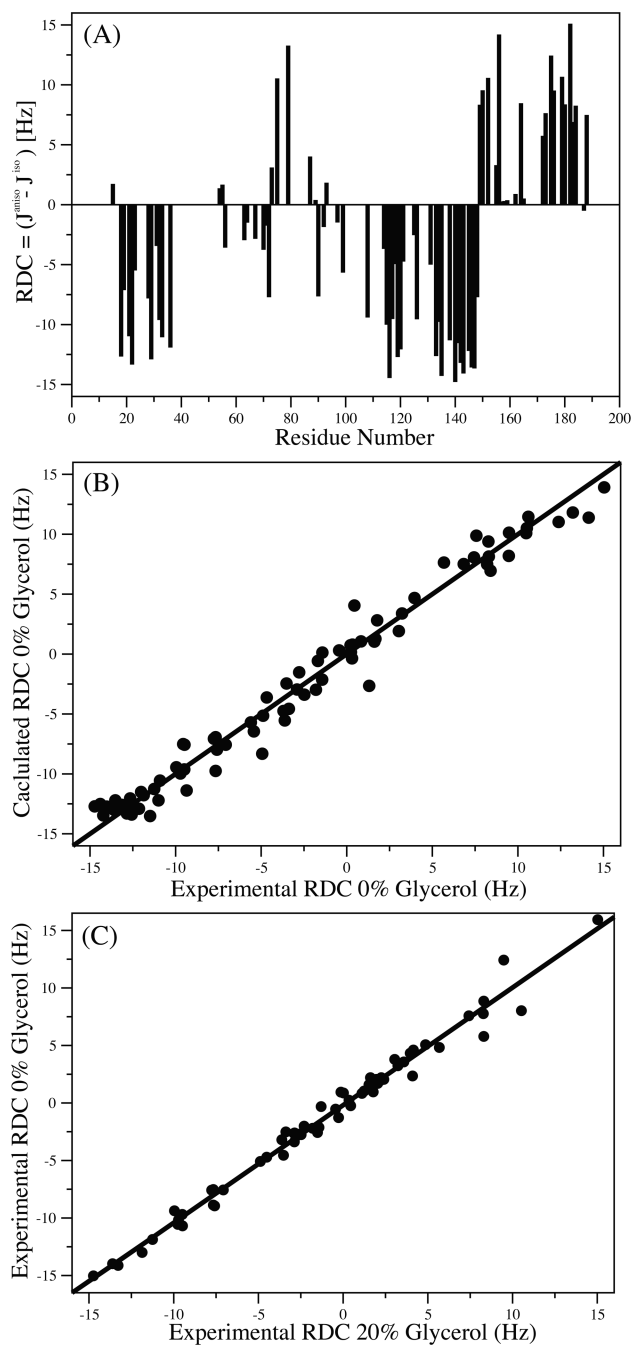 (A)
RDC = (J aniso - J iso) [Hz]
15
10
5
0
-5
-10
-15
0 20 40 60 80 100 120 140 160 180 200
Residue Number
(B)
Caclulated RDC 0% Glycerol (Hz)
15
10
5
0
-5
-10
-15
-15 -10 -5 0 5 10 15
Experimental RDC 0% Glycerol (Hz)
(C)
Experimental RDC 0% Glycerol (Hz)
15
10
5
0
-5
-10
-15
-15 -10 -5 0 5 10 15
Experimental RDC 20% Glycerol (Hz)